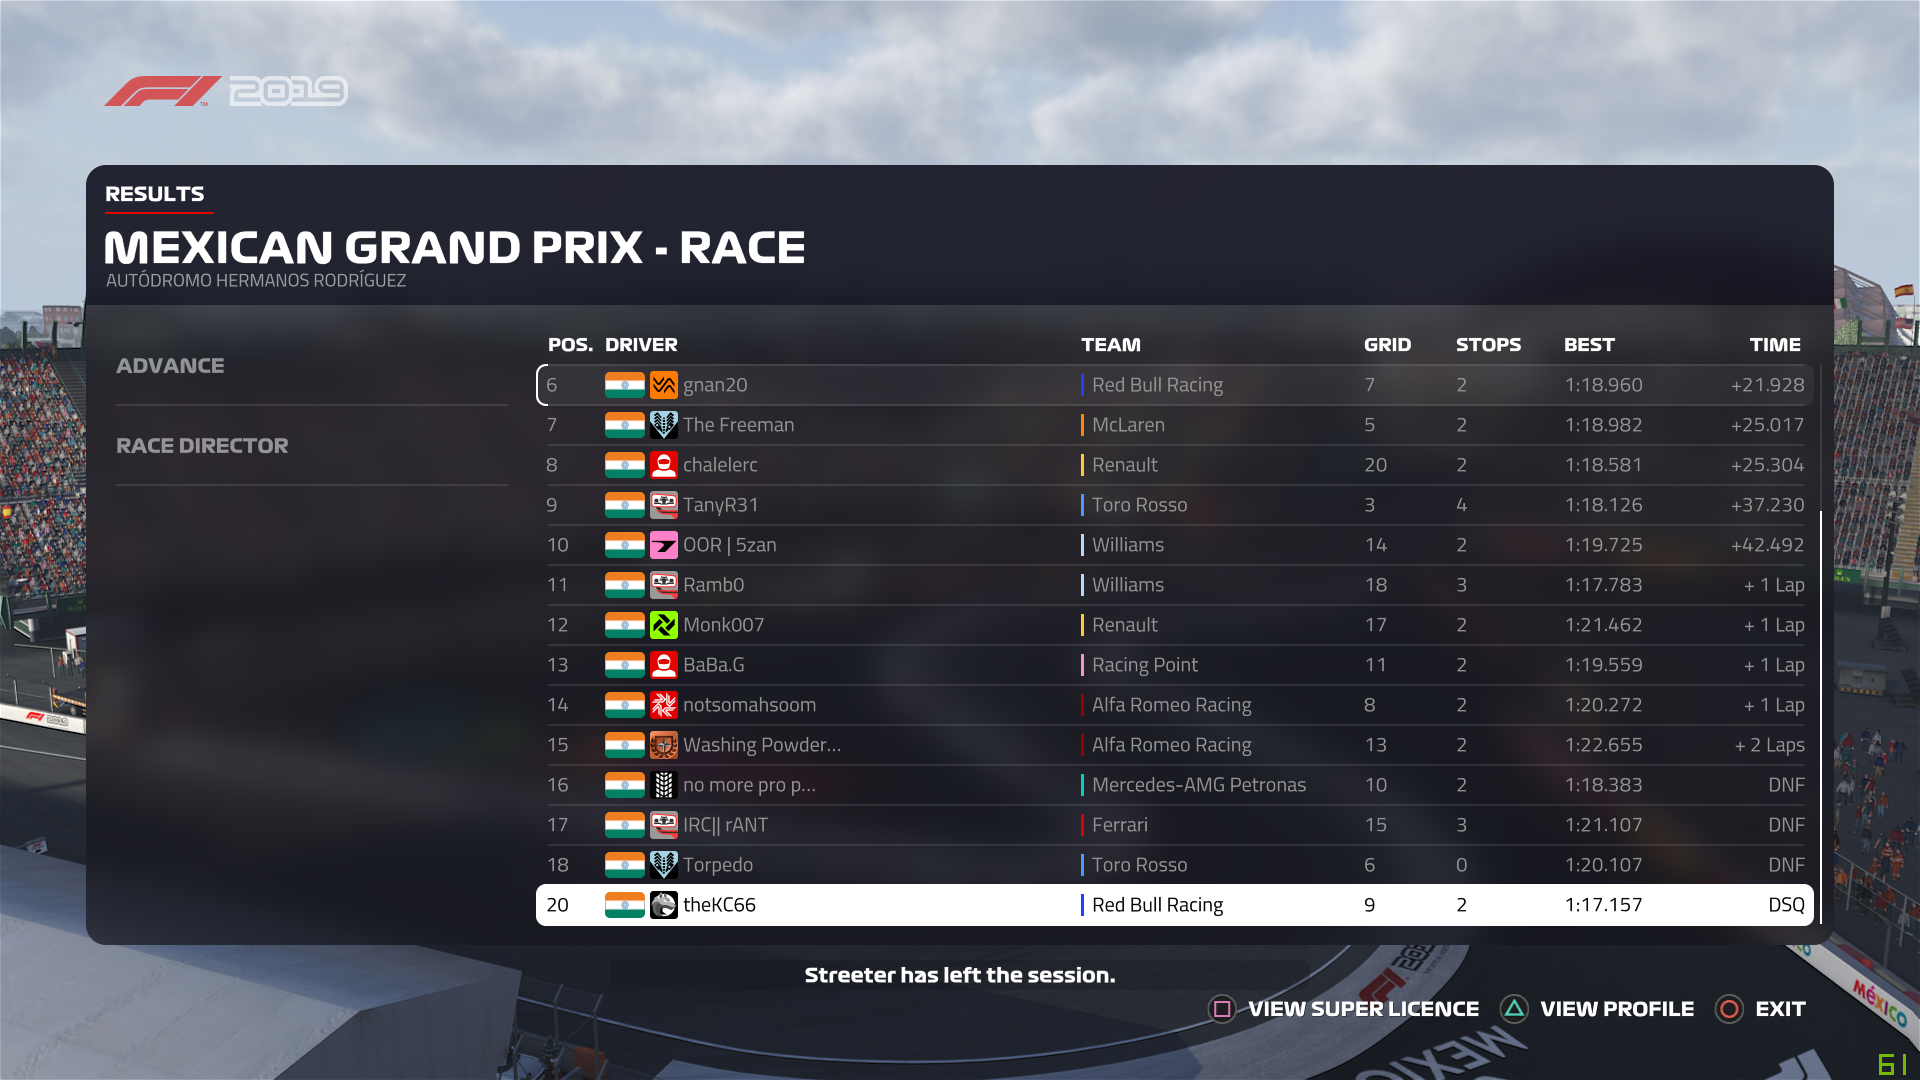 F1 2019
RESULTS
MEXICAN GRAND PRIX - RACE
AUTÓDROMO HERMANOS RODRÍGUEZ
ADVANCE
RACE DIRECTOR
POS. DRIVER TEAM GRID STOPS BEST TIME
6 gnan20 Red Bull Racing 7 2 1:18.960 +21.928
7 The Freeman McLaren 5 2 1:18.982 +25.017
8 chalelerc Renault 20 2 1:18.581 +25.304
9 TanyR31 Toro Rosso 3 4 1:18.126 +37.230
10 OOR | 5zan Williams 14 2 1:19.725 +42.492
11 Ramb0 Williams 18 3 1:17.783 + 1 Lap
12 Monk007 Renault 17 2 1:21.462 + 1 Lap
13 BaBa.G Racing Point 11 2 1:19.559 + 1 Lap
14 notsomahsoom Alfa Romeo Racing 8 2 1:20.272 + 1 Lap
15 Washing Powder... Alfa Romeo Racing 13 2 1:22.655 + 2 Laps
16 no more pro p... Mercedes-AMG Petronas 10 2 1:18.383 DNF
17 IRC|| rANT Ferrari 15 3 1:21.107 DNF
18 Torpedo Toro Rosso 6 0 1:20.107 DNF
20 theKC66 Red Bull Racing 9 2 1:17.157 DSQ
Streeter has left the session.
VIEW SUPER LICENCE VIEW PROFILE EXIT
MÉXICO
61